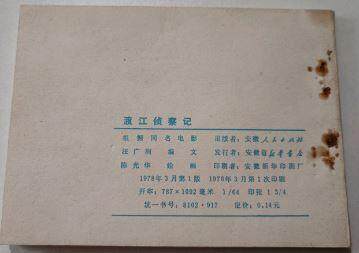 渡江侦察记
根据同名电影 出版者：安徽人民出版社
汪广川 编文 发行者：安徽省新华书店
陈光华 绘画 印刷者：安徽新华印刷厂
1978年3月第1版 1978年3月第1次印刷
开本：787×1092毫米 1/64 印张 1 3/4
统一书号：8102·917 定价：0.14元